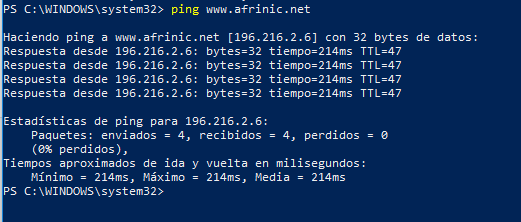 PS C:\WINDOWS\system32> ping www.afrinic.net
Haciendo ping a www.afrinic.net [196.216.2.6] con 32 bytes de datos:
Respuesta desde 196.216.2.6: bytes=32 tiempo=214ms TTL=47
Respuesta desde 196.216.2.6: bytes=32 tiempo=214ms TTL=47
Respuesta desde 196.216.2.6: bytes=32 tiempo=214ms TTL=47
Respuesta desde 196.216.2.6: bytes=32 tiempo=214ms TTL=47
Estadísticas de ping para 196.216.2.6:
Paquetes: enviados = 4, recibidos = 4, perdidos = 0
(0% perdidos),
Tiempos aproximados de ida y vuelta en milisegundos:
Mínimo = 214ms, Máximo = 214ms, Media = 214ms
PS C:\WINDOWS\system32>